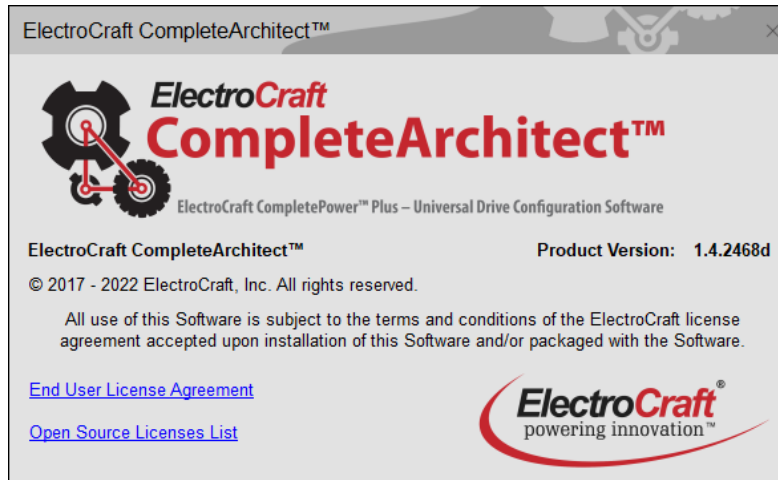 ElectroCraft CompleteArchitect™
ElectroCraft
CompleteArchitect™
ElectroCraft CompletePower™ Plus – Universal Drive Configuration Software
ElectroCraft CompleteArchitect™ Product Version: 1.4.2468d
© 2017 - 2022 ElectroCraft, Inc. All rights reserved.
All use of this Software is subject to the terms and conditions of the ElectroCraft license
agreement accepted upon installation of this Software and/or packaged with the Software.
End User License Agreement
Open Source Licenses List
ElectroCraft®
powering innovation™